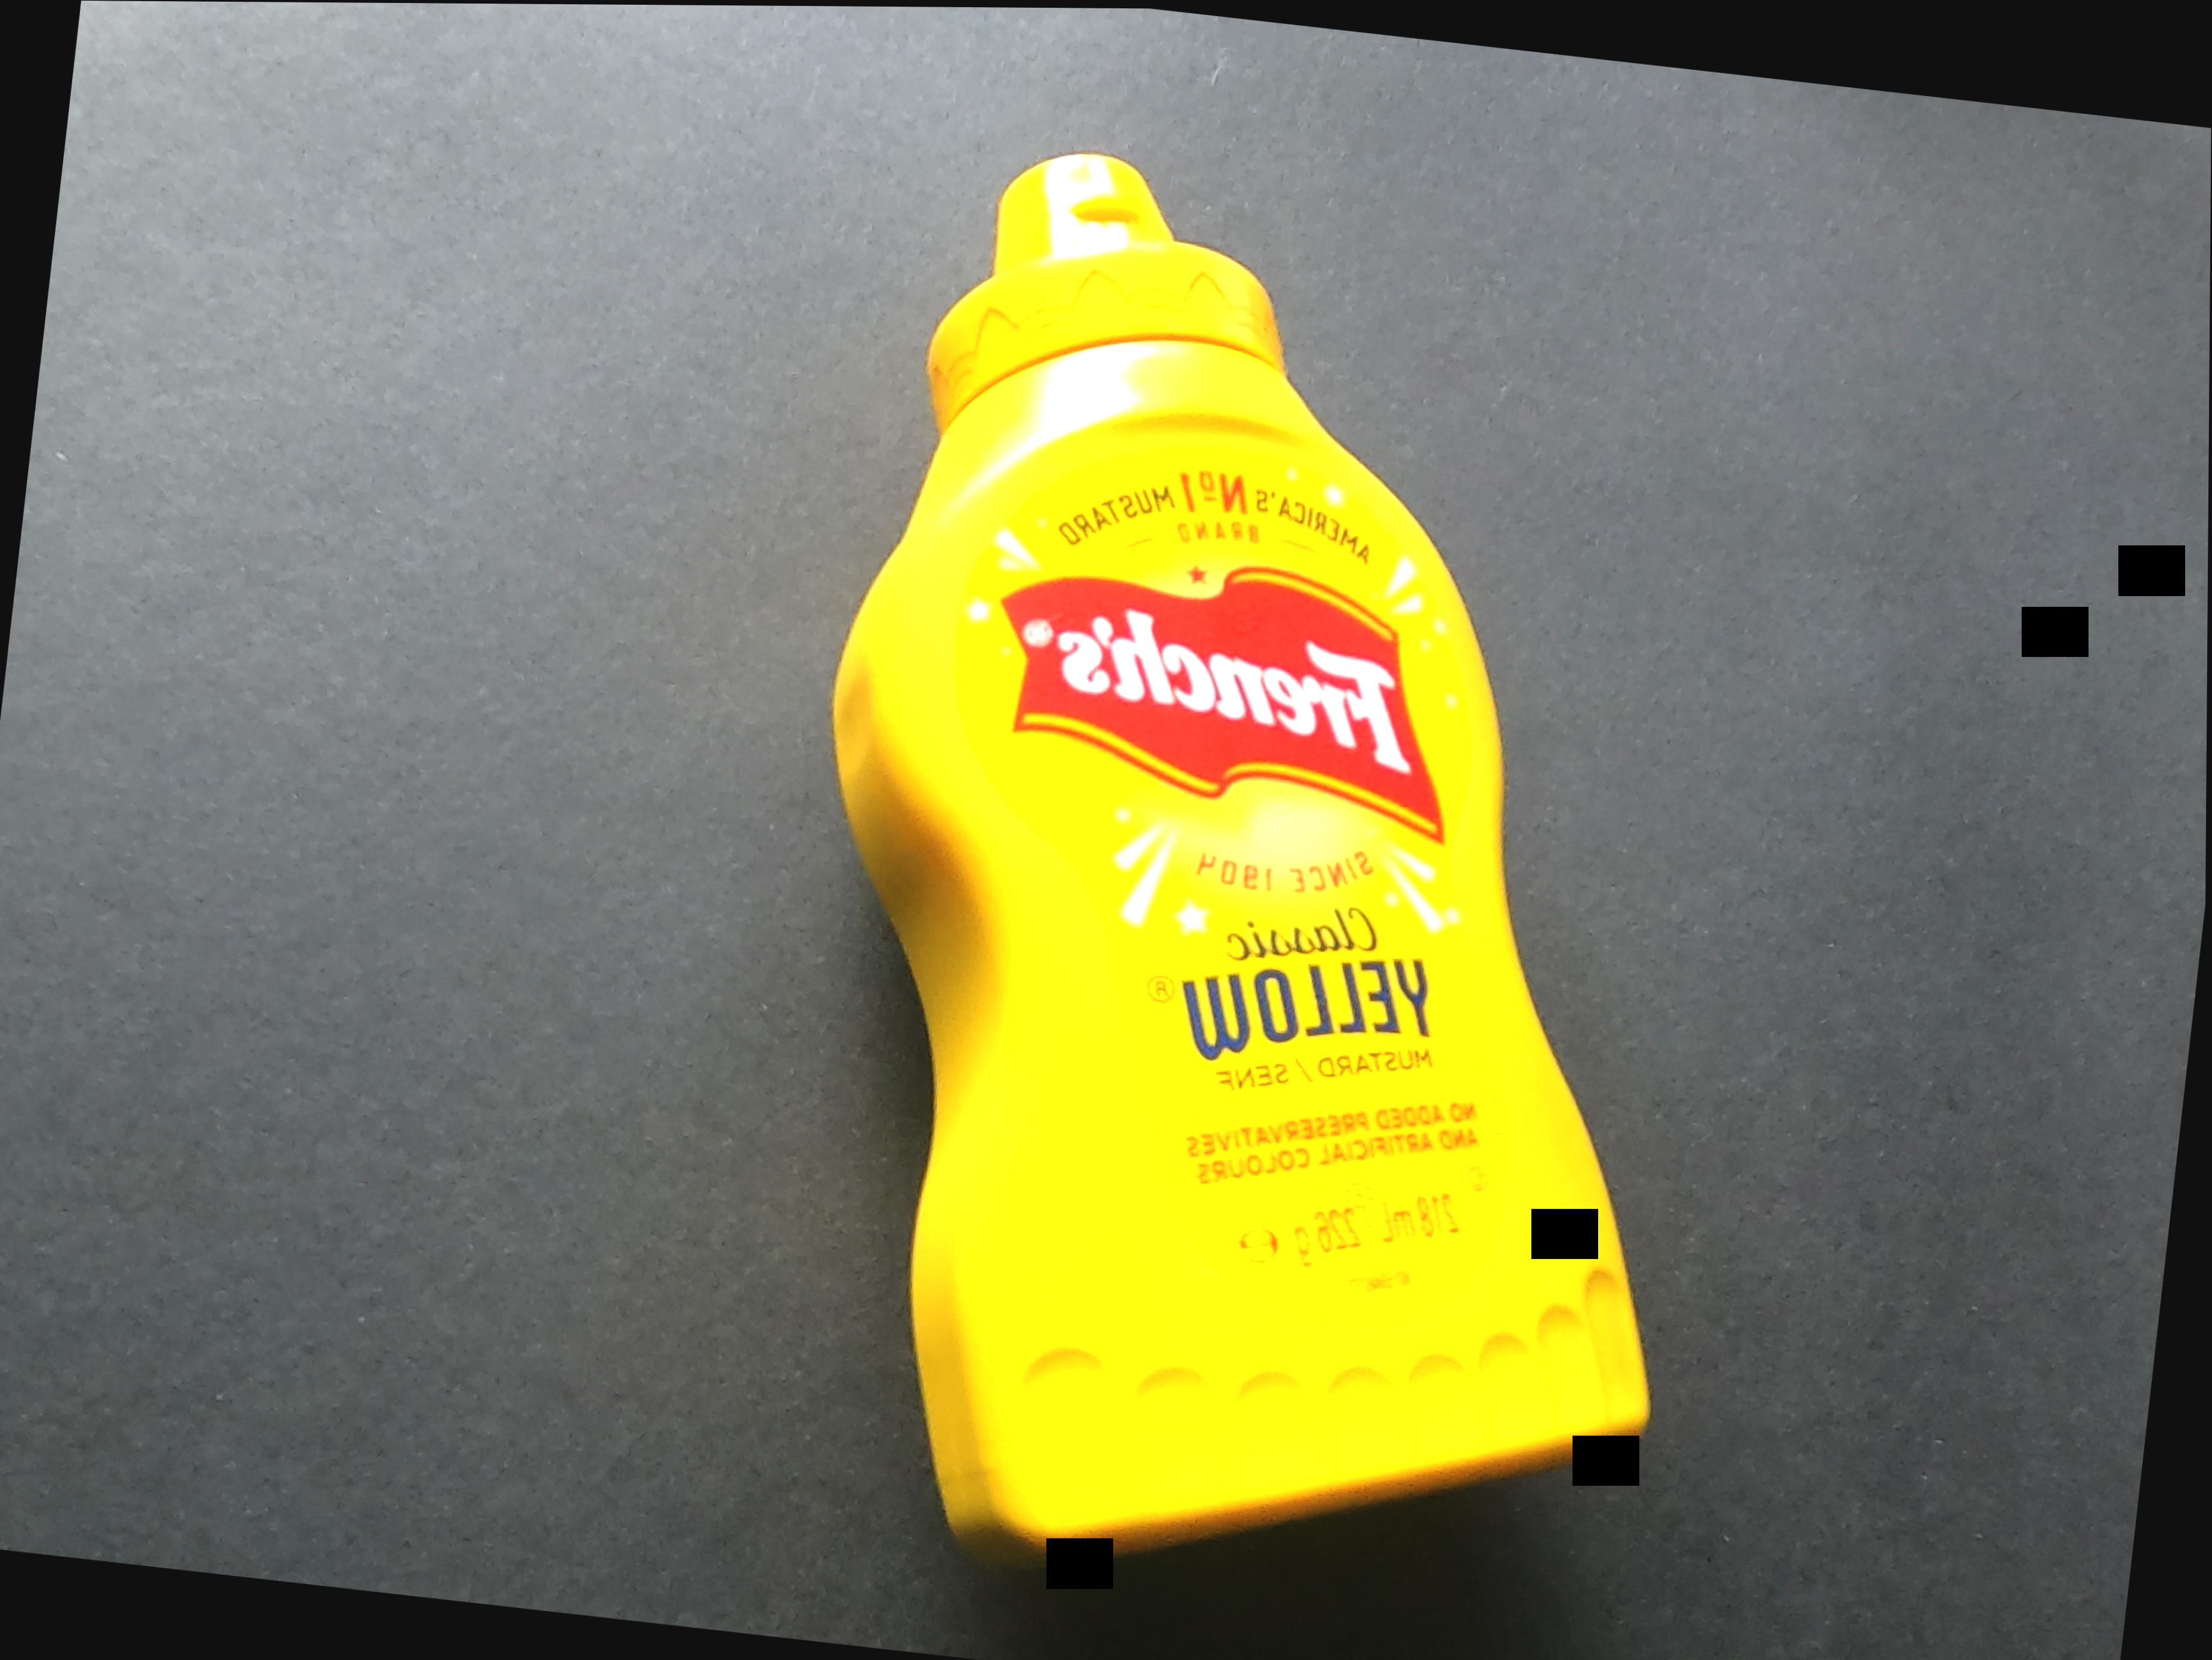 AMERICA'S Nº1 MUSTARD
BRAND
French's
SINCE 1904
Classic
YELLOW®
MUSTARD / SENF
NO ADDED PRESERVATIVES
AND ARTIFICIAL COLOURS
218 mL 226 g e